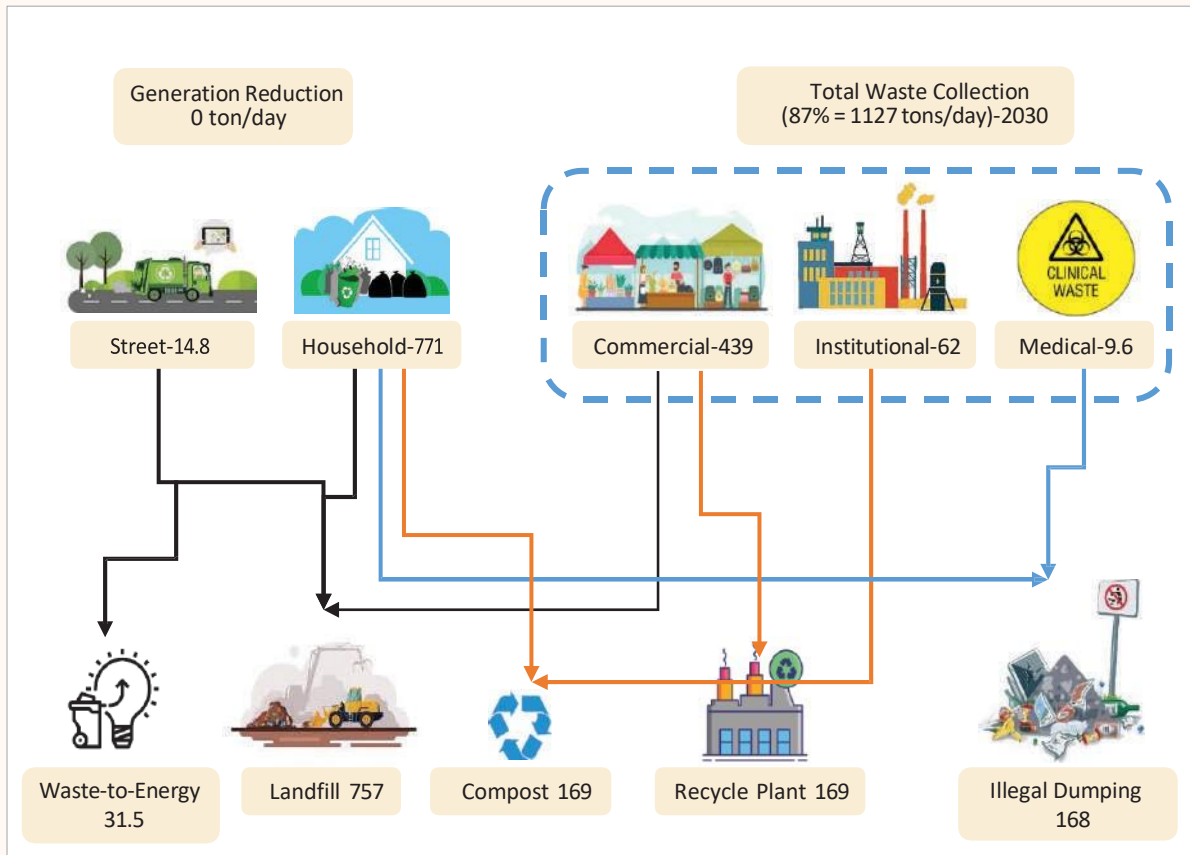 Generation Reduction
0 ton/day
Total Waste Collection
(87% = 1127 tons/day)-2030
CLINICAL
WASTE
Street-14.8
Household-771
Commercial-439
Institutional-62
Medical-9.6
Waste-to-Energy
31.5
Landfill 757
Compost 169
Recycle Plant 169
Illegal Dumping
168